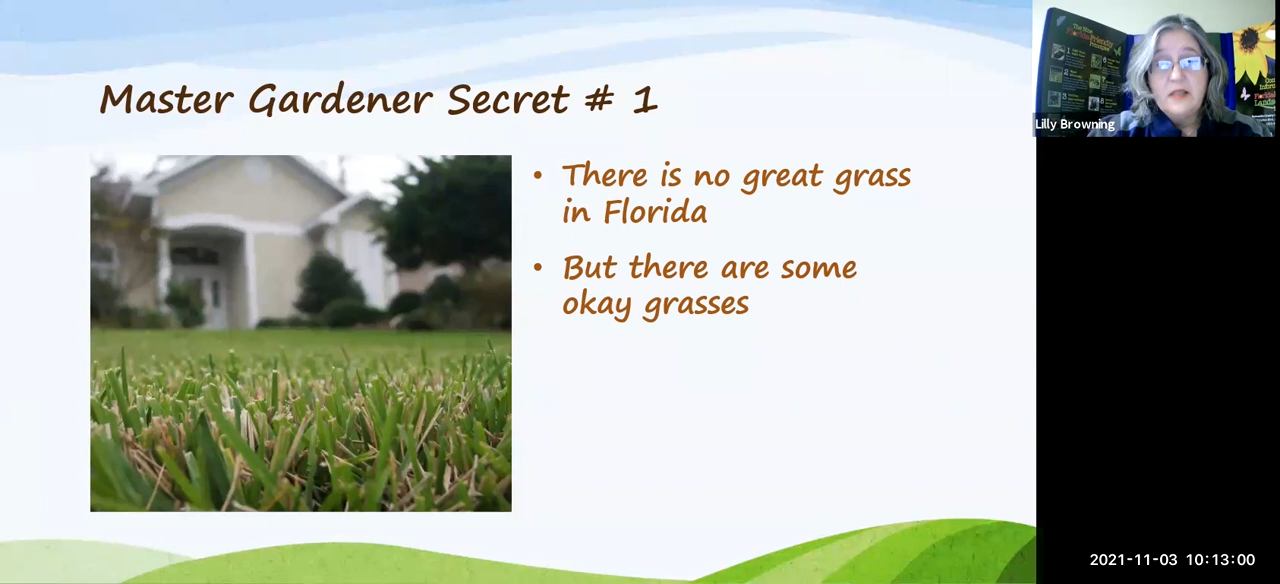 Master Gardener Secret # 1
• There is no great grass
in Florida
• But there are some
okay grasses
Lilly Browning
2021-11-03 10:13:00